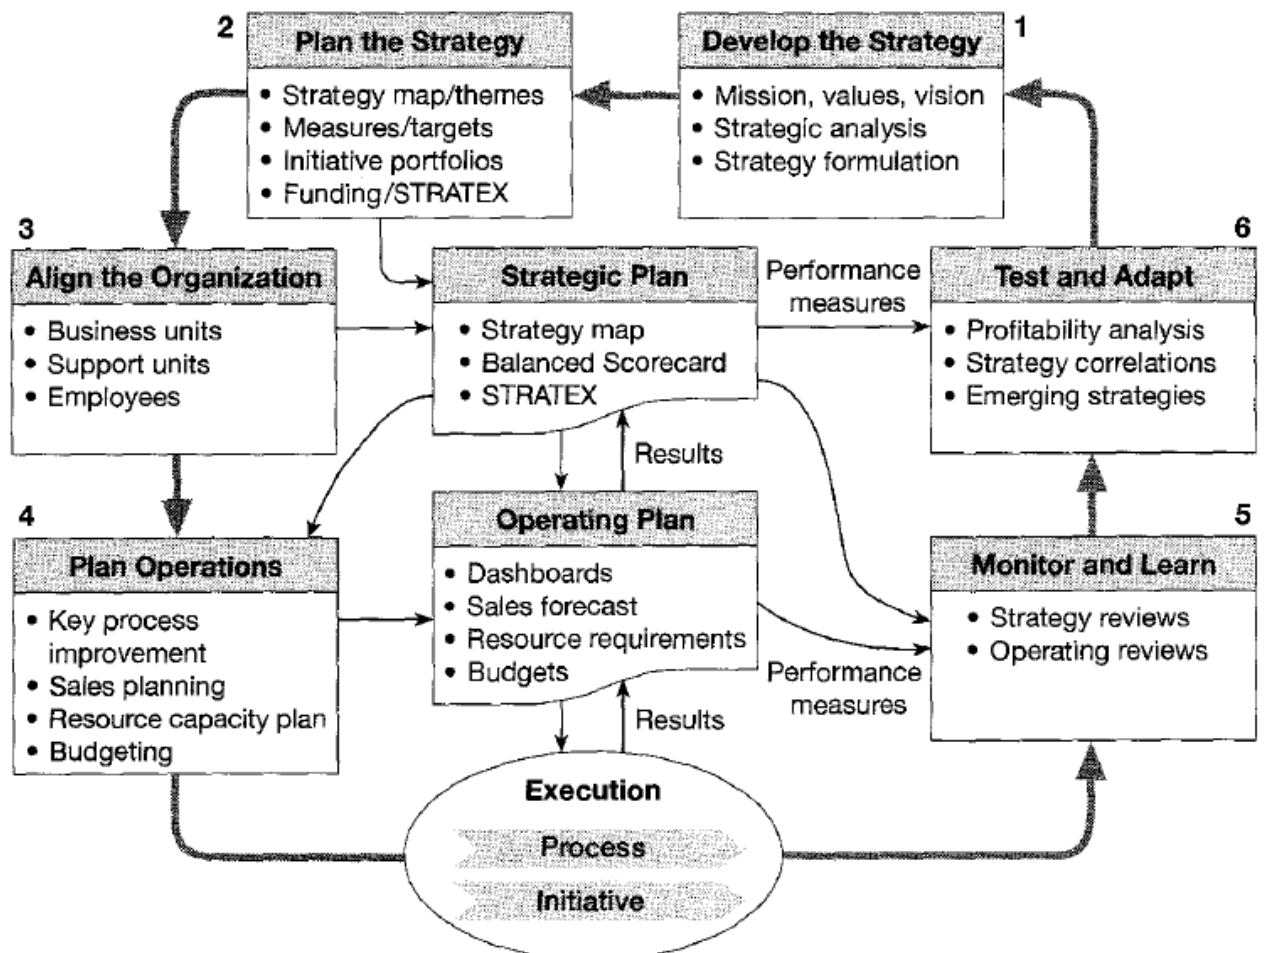 2
Plan the Strategy
• Strategy map/themes
• Measures/targets
• Initiative portfolios
• Funding/STRATEX
1
Develop the Strategy
• Mission, values, vision
• Strategic analysis
• Strategy formulation
3
Align the Organization
• Business units
• Support units
• Employees
Strategic Plan
• Strategy map
• Balanced Scorecard
• STRATEX
Performance
measures
6
Test and Adapt
• Profitability analysis
• Strategy correlations
• Emerging strategies
Results
4
Plan Operations
• Key process
improvement
• Sales planning
• Resource capacity plan
• Budgeting
Operating Plan
• Dashboards
• Sales forecast
• Resource requirements
• Budgets
Performance
measures
5
Monitor and Learn
• Strategy reviews
• Operating reviews
Results
Execution
Process
Initiative